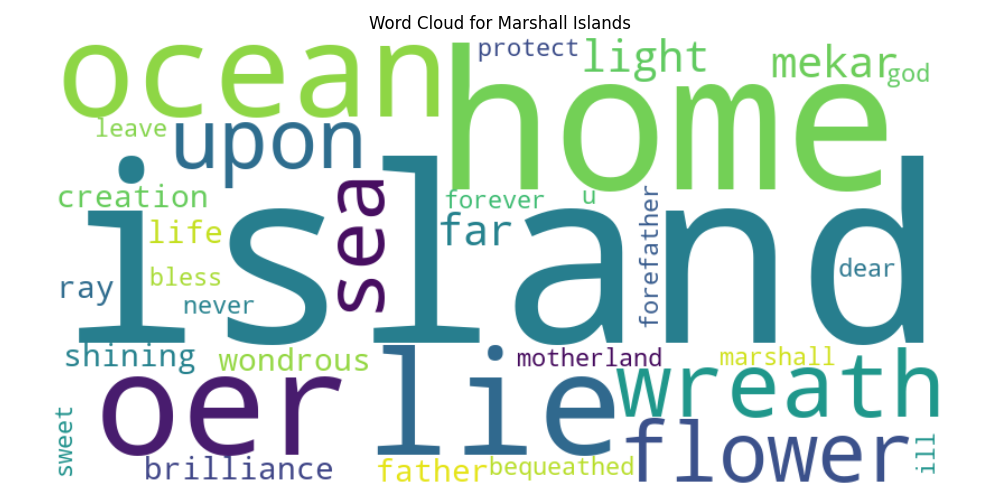 Word Cloud for Marshall Islands
ocean
home
protect
light
mekar
god
leave
upon
island
creation
sea
forever
u
far
forefather
life
ray
bless
never
dear
shining
wondrous
oer
lie
motherland
marshall
wreath
sweet
brilliance
father
bequeathed
flower
ill